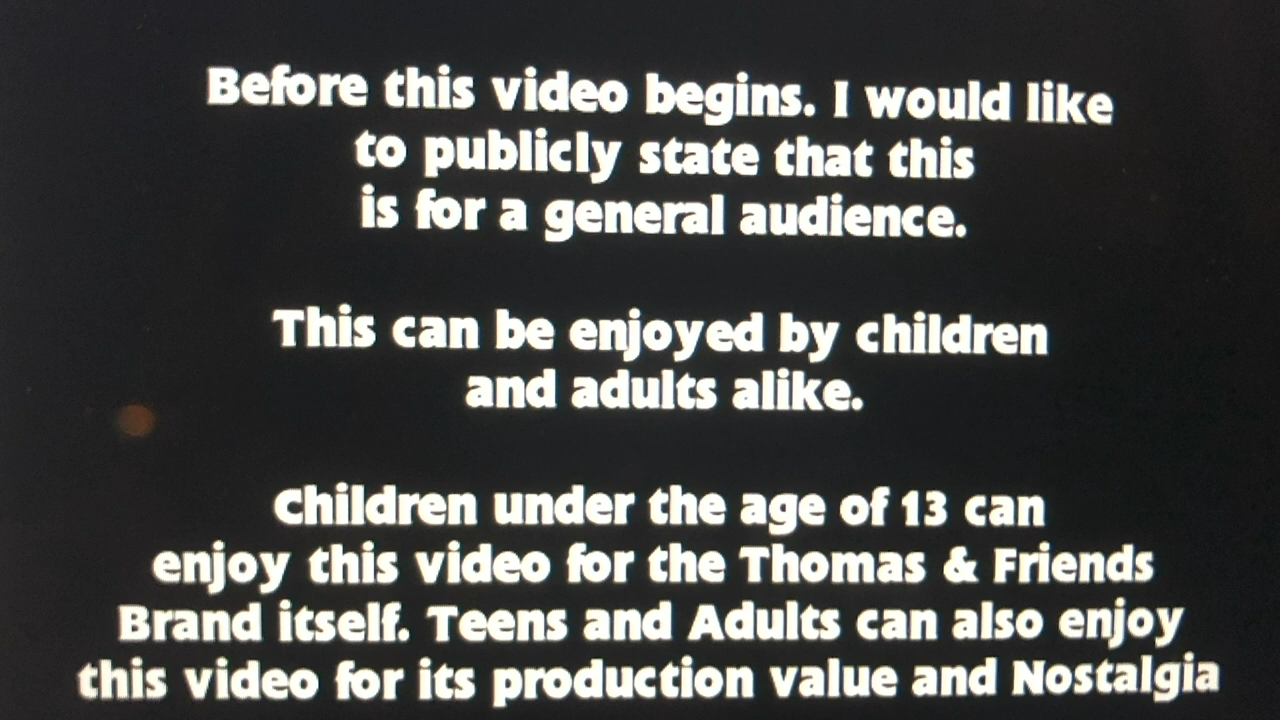 Before this video begins. I would like
to publicly state that this
is for a general audience.
This can be enjoyed by children
and adults alike.
Children under the age of 13 can
enjoy this video for the Thomas & Friends
Brand itself. Teens and Adults can also enjoy
this video for its production value and Nostalgia